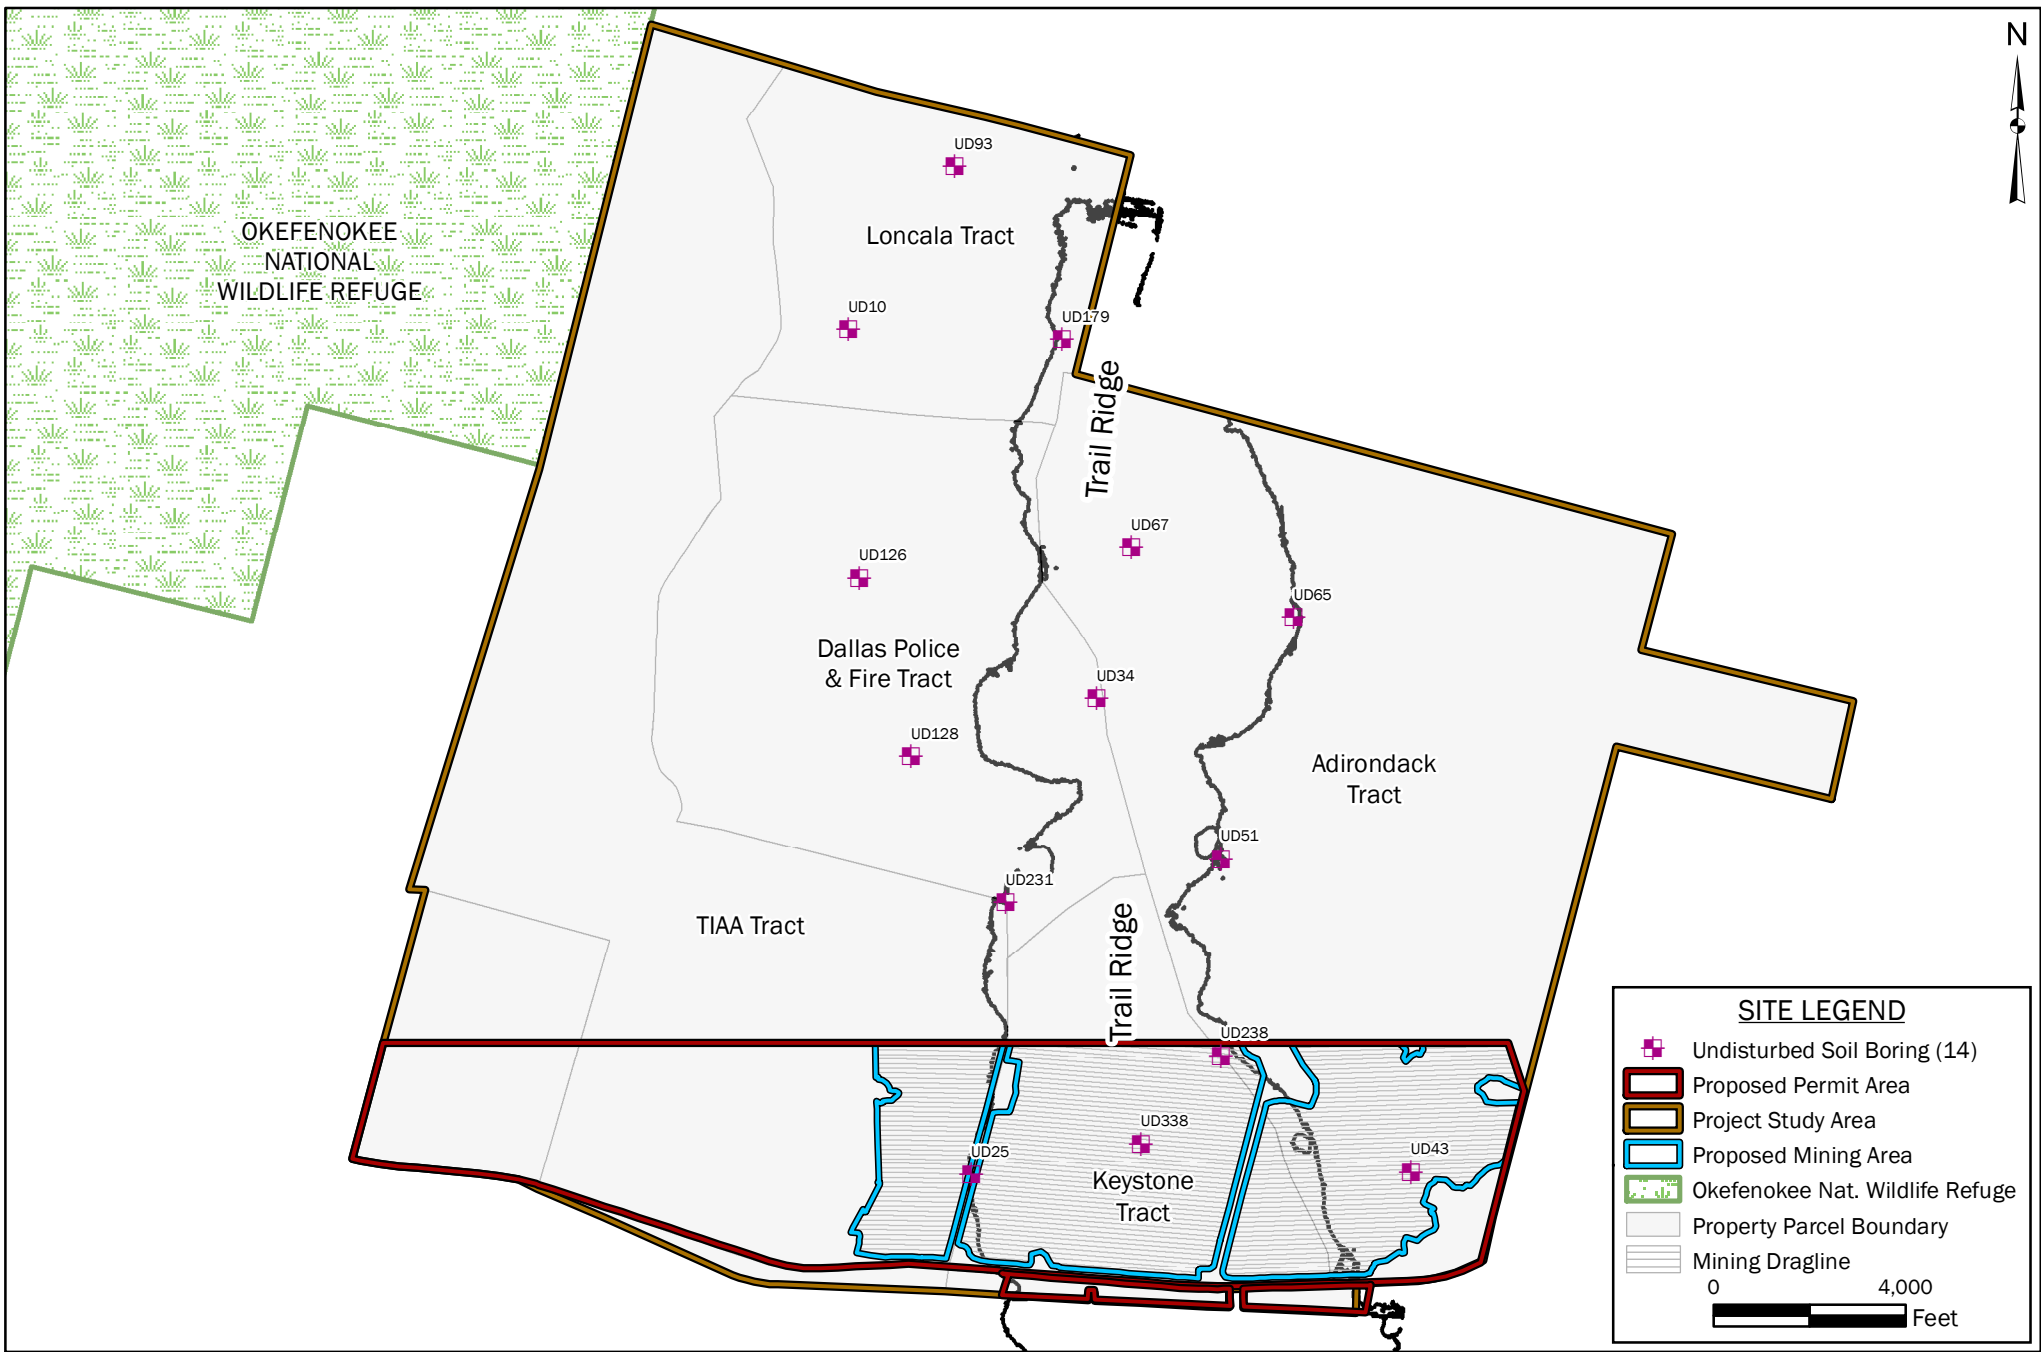 N
UD93
OKEFENOKEE
NATIONAL
WILDLIFE REFUGE
Loncala Tract
UD10
UD179
Trail Ridge
UD67
UD126
UD65
Dallas Police
& Fire Tract
UD34
UD128
Adirondack
Tract
UD51
UD231
TIAA Tract
Trail Ridge
UD238
UD338
UD25
UD43
Keystone
Tract
SITE LEGEND
Undisturbed Soil Boring (14)
Proposed Permit Area
Project Study Area
Proposed Mining Area
Okefenokee Nat. Wildlife Refuge
Property Parcel Boundary
Mining Dragline
0 4,000
Feet